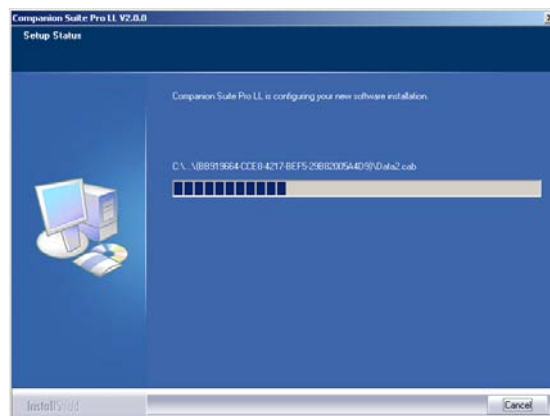 Companion Suite Pro LL V2.0.0
Setup Status
Companion Suite Pro LL is configuring your new software installation.
C:\...\{BB919664-CCE8-4217-BEF5-29B82005A4D9}\Data2.cab
InstallShield
Cancel